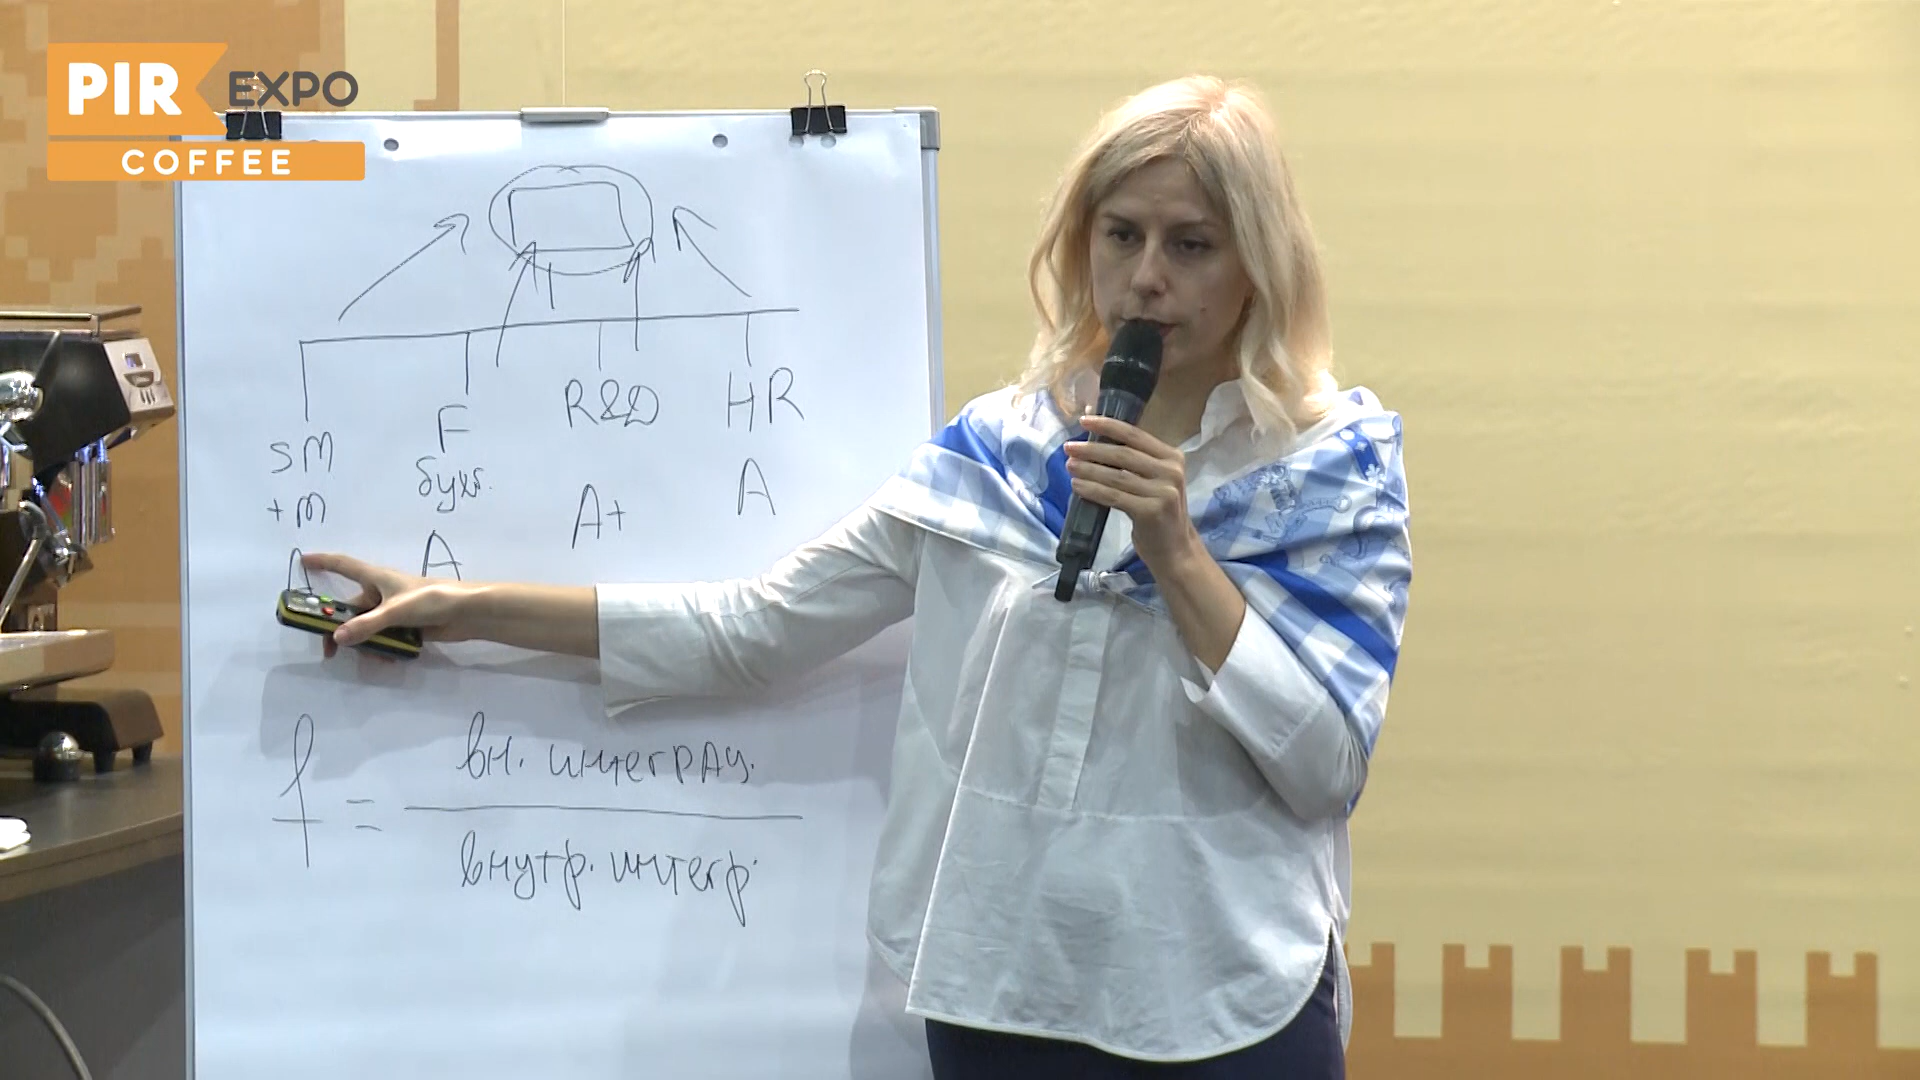 PIR EXPO
COFFEE
R&D HR
SM F
бухг.
+M
A+ A
A A
f = вн. интеграц.
внутр. интегр.